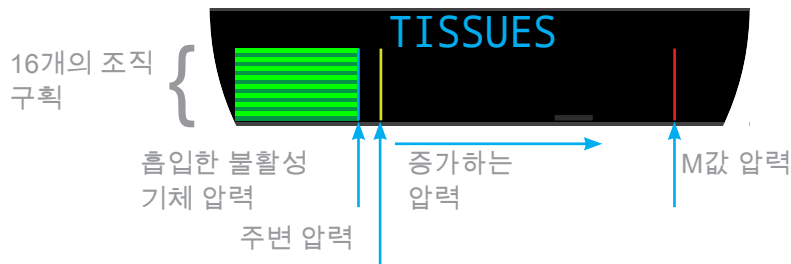 TISSUES
16개의 조직
구획
{
흡입한 불활성
기체 압력
주변 압력
증가하는
압력
M값 압력